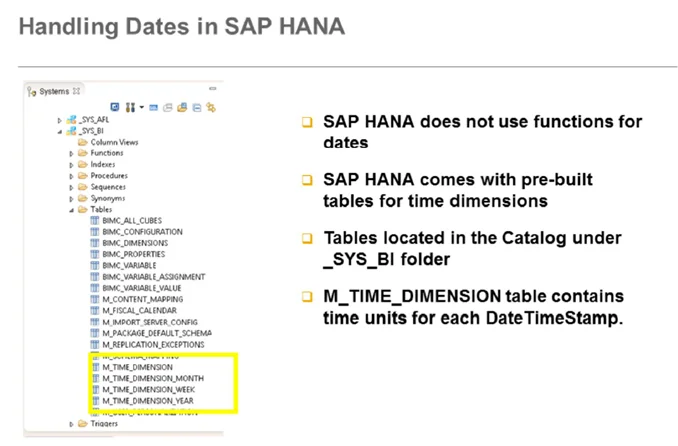 Handling Dates in SAP HANA
Systems
_SYS_AFL
_SYS_BI
Column Views
Functions
Indexes
Procedures
Sequences
Synonyms
Tables
BIMC_ALL_CUBES
BIMC_CONFIGURATION
BIMC_DIMENSIONS
BIMC_PROPERTIES
BIMC_VARIABLE
BIMC_VARIABLE_ASSIGNMENT
BIMC_VARIABLE_VALUE
M_CONTENT_MAPPING
M_FISCAL_CALENDAR
M_IMPORT_SERVER_CONFIG
M_PACKAGE_DEFAULT_SCHEMA
M_REPLICATION_EXCEPTIONS
M_SCHEMA_MAPPING
M_TIME_DIMENSION
M_TIME_DIMENSION_MONTH
M_TIME_DIMENSION_WEEK
M_TIME_DIMENSION_YEAR
Triggers
SAP HANA does not use functions for
dates
SAP HANA comes with pre-built
tables for time dimensions
Tables located in the Catalog under
_SYS_BI folder
M_TIME_DIMENSION table contains
time units for each DateTimeStamp.